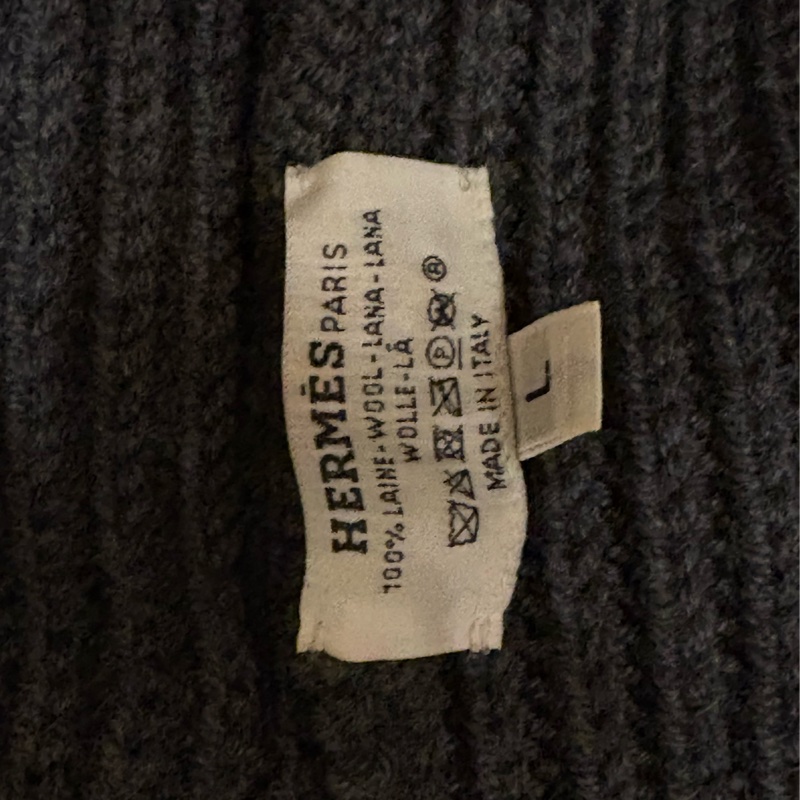 HERMÈS PARIS
100% LAINE-WOOL-LANA-LANA
WOLLE-LÃ
MADE IN ITALY
L